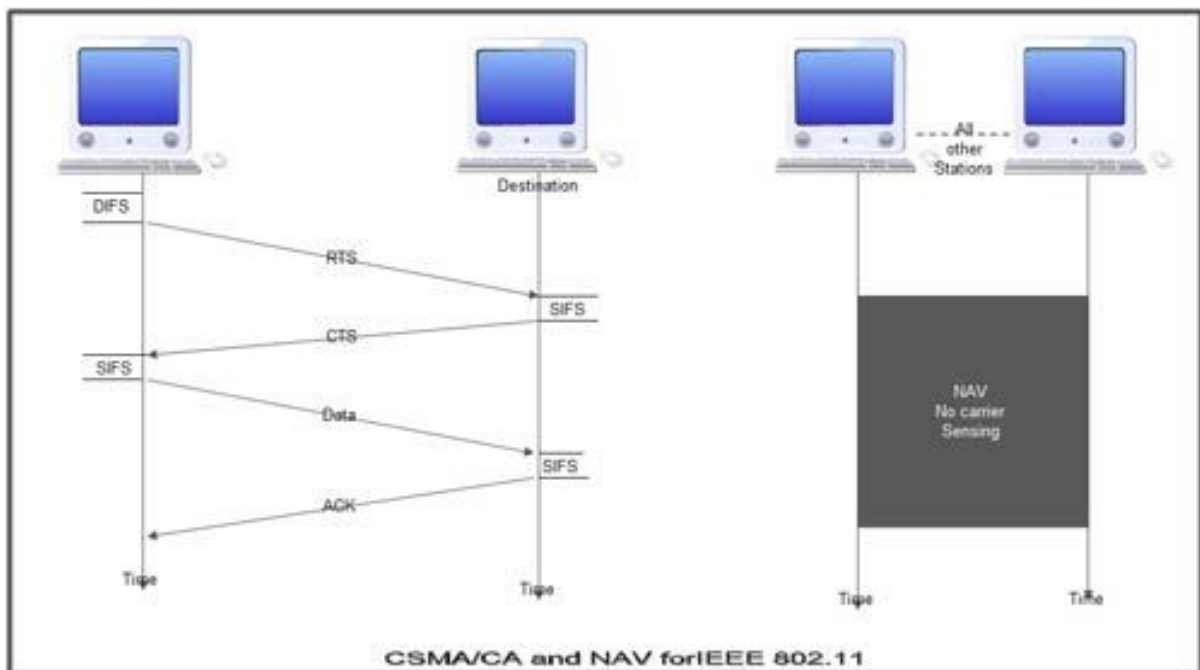 All
other
Stations
Destination
DIFS
RTS
SIFS
CTS
SIFS
NAV
No carrier
Sensing
Data
SIFS
ACK
Time
Time
Time
Time
CSMA/CA and NAV forIEEE 802.11